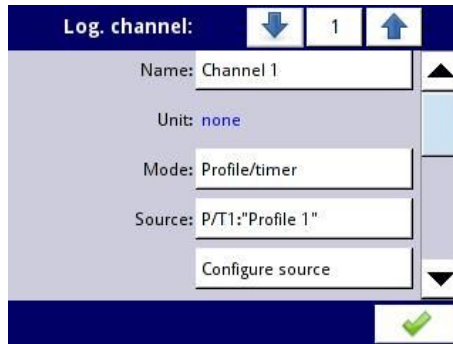 Log. channel: 1
Name: Channel 1
Unit: none
Mode: Profile/timer
Source: P/T1:"Profile 1"
Configure source